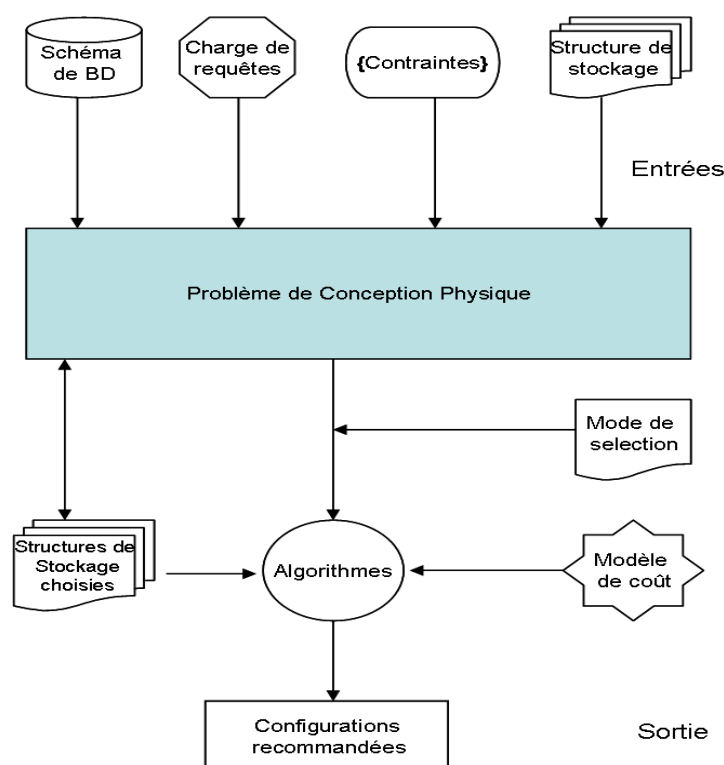 Schéma
de BD
Charge de
requêtes
{Contraintes}
Structure de
stockage
Entrées
Problème de Conception Physique
Mode de
selection
Structures de
Stockage
choisies
Algorithmes
Modèle
de coût
Configurations
recommandées
Sortie